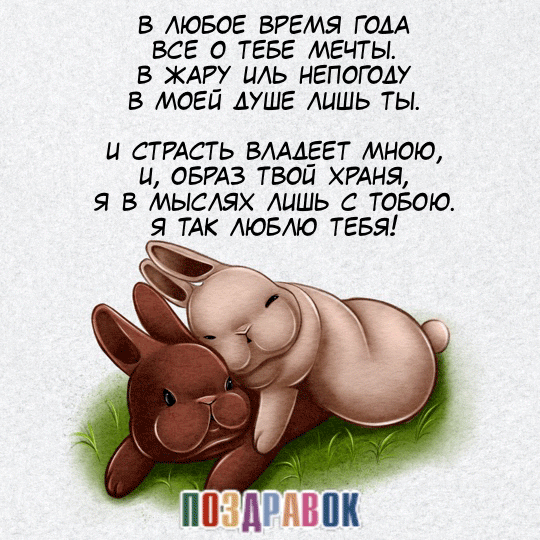 В ЛЮБОЕ ВРЕМЯ ГОДА
ВСЕ О ТЕБЕ МЕЧТЫ.
В ЖАРУ ИЛЬ НЕПОГОДУ
В МОЕЙ ДУШЕ ЛИШЬ ТЫ.
И СТРАСТЬ ВЛАДЕЕТ МНОЮ,
И, ОБРАЗ ТВОЙ ХРАНЯ,
Я В МЫСЛЯХ ЛИШЬ С ТОБОЮ.
Я ТАК ЛЮБЛЮ ТЕБЯ!
ПОЗДРАВОК